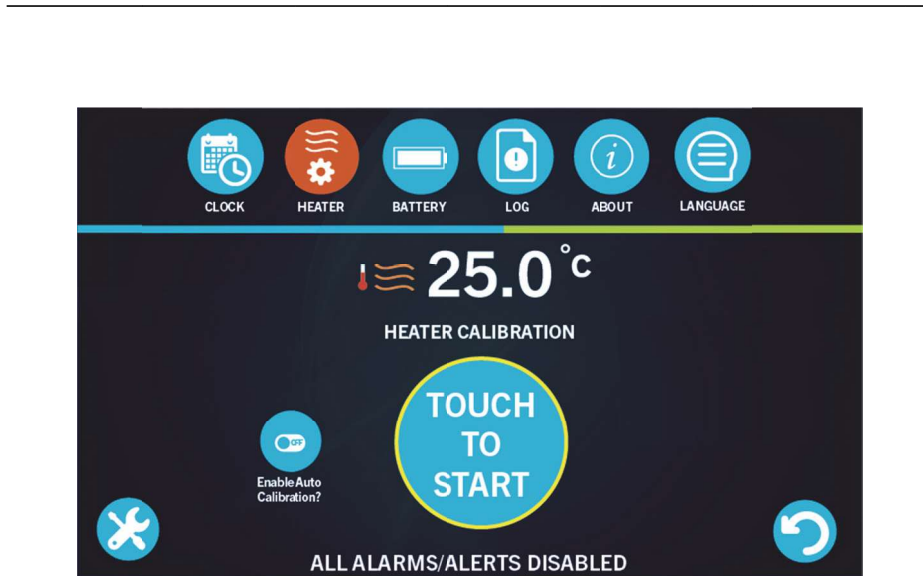 CLOCK HEATER BATTERY LOG ABOUT LANGUAGE
25.0°C
HEATER CALIBRATION
TOUCH
TO
START
OFF
Enable Auto
Calibration?
ALL ALARMS/ALERTS DISABLED